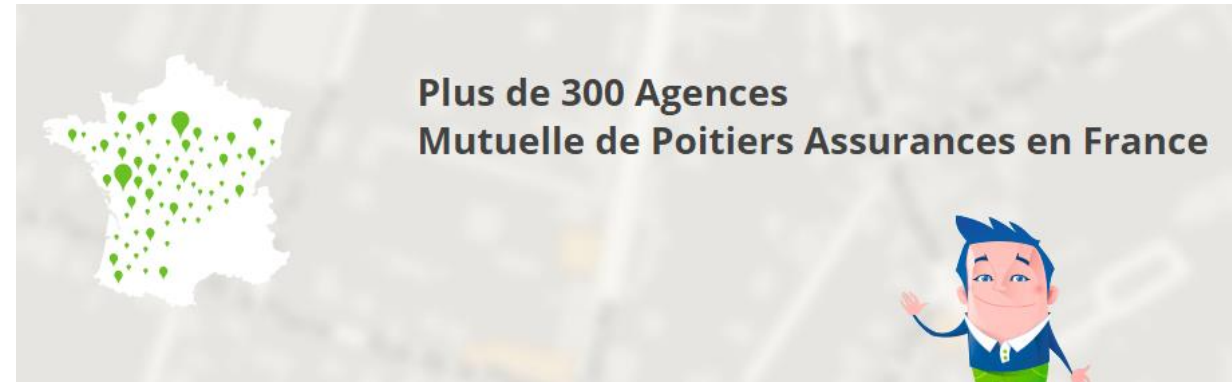 Plus de 300 Agences
Mutuelle de Poitiers Assurances en France